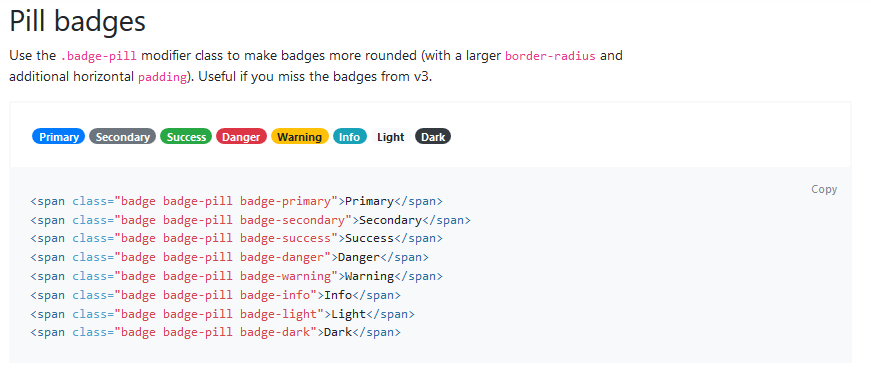 Pill badges
Use the .badge-pill modifier class to make badges more rounded (with a larger border-radius and
additional horizontal padding). Useful if you miss the badges from v3.
Primary Secondary Success Danger Warning Info Light Dark
Copy
<span class="badge badge-pill badge-primary">Primary</span>
<span class="badge badge-pill badge-secondary">Secondary</span>
<span class="badge badge-pill badge-success">Success</span>
<span class="badge badge-pill badge-danger">Danger</span>
<span class="badge badge-pill badge-warning">Warning</span>
<span class="badge badge-pill badge-info">Info</span>
<span class="badge badge-pill badge-light">Light</span>
<span class="badge badge-pill badge-dark">Dark</span>